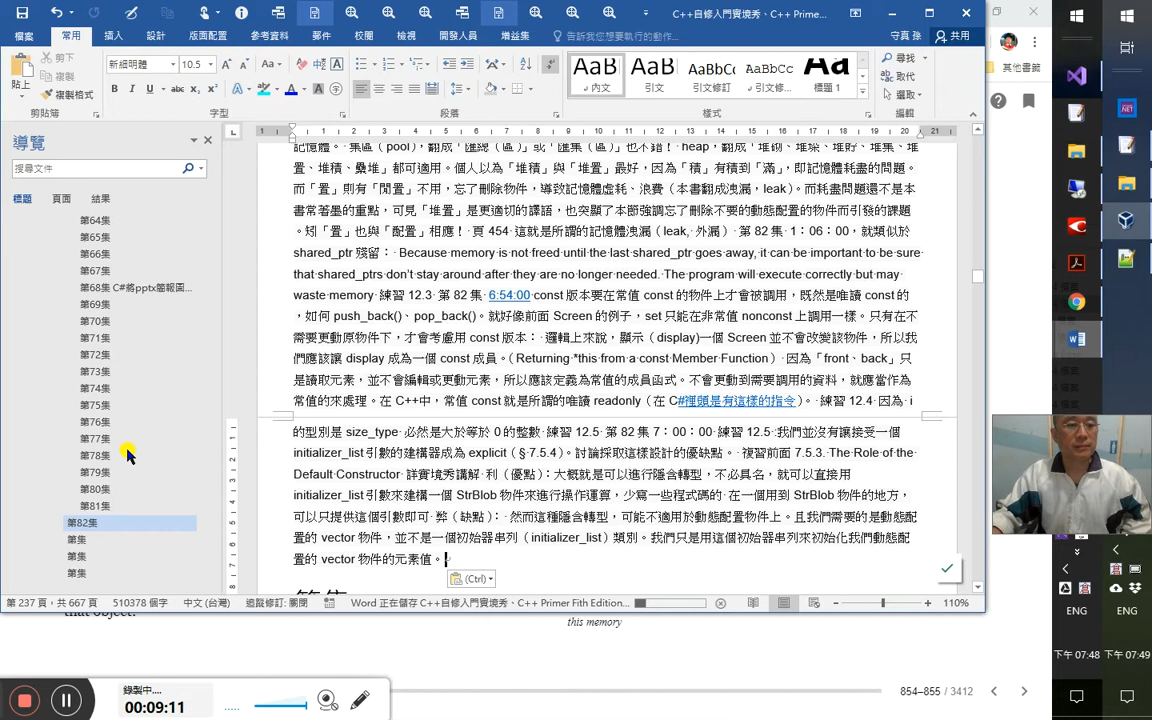 C++自修入門實境秀、C++ Prime...
檔案 常用 插入 設計 版面配置 參考資料 郵件 校閱 檢視 開發人員 增益集 告訴我您想要執行的動作... 守真 孫 共用
貼上 剪下 複製 複製格式
新細明體 10.5
AaB AaB AaBbCc AaBbCc AaB
內文 引文 引文修訂 引文修.. 標題 1
尋找 取代 選取
剪貼簿 字型 段落 樣式 編輯
其他書籤
導覽
搜尋文件
標題 頁面 結果
第64集
第65集
第66集
第67集
第68集 C#將pptx簡報圖...
第69集
第70集
第71集
第72集
第73集
第74集
第75集
第76集
第77集
第78集
第79集
第80集
第81集
第82集
第集
第集
第集
記憶體。集區（pool），翻成「匯總（區）」或「匯集（區）」也不錯！ heap，翻成「堆砌、堆垛、堆好、堆集、堆
置、堆積、疊堆」都可適用。個人以為「堆積」與「堆置」最好，因為「積」有積到「滿」，即記憶體耗盡的問題。
而「置」則有「閒置」不用，忘了刪除物件，導致記憶體虛耗、浪費（本書翻成洩漏，leak）。而耗盡問題還不是本
書常著墨的重點，可見「堆置」是更適切的譯語，也突顯了本節強調忘了刪除不要的動態配置的物件而引發的課題
。矧「置」也與「配置」相應！ 頁 454 這就是所謂的記憶體洩漏（leak, 外漏） 第 82 集 1：06：00，就類似於
shared_ptr 殘留： Because memory is not freed until the last shared_ptr goes away, it can be important to be sure
that shared_ptrs don't stay around after they are no longer needed. The program will execute correctly but may
waste memory 練習 12.3 第 82 集 6:54:00 const 版本要在常值 const 的物件上才會被調用，既然是唯讀 const 的
，如何 push_back()、pop_back()。就好像前面 Screen 的例子，set 只能在非常值 nonconst 上調用一樣。只有在不
需要更動原物件下，才會考慮用 const 版本： 邏輯上來說，顯示（display)一個 Screen 並不會改變該物件，所以我
們應該讓 display 成為一個 const 成員。（Returning *this from a const Member Function） 因為「front、back」只
是讀取元素，並不會編輯或更動元素，所以應該定義為常值的成員函式。不會更動到需要調用的資料，就應當作為
常值的來處理。在 C++中，常值 const 就是所謂的唯讀 readonly（在 C#裡頭是有這樣的指令）。 練習 12.4 因為 i
的型別是 size_type 必然是大於等於 0 的整數 練習 12.5 第 82 集 7：00：00 練習 12.5 :我們並沒有讓接受一個
initializer_list 引數的建構器成為 explicit（§ 7.5.4）。討論採取這樣設計的優缺點。 複習前面 7.5.3. The Role of the
Default Constructor 詳實境秀講解 利（優點）：大概就是可以進行隱含轉型，不必具名，就可以直接用
initializer_list 引數來建構一個 StrBlob 物件來進行操作運算，少寫一些程式碼的 在一個用到 StrBlob 物件的地方，
可以只提供這個引數即可 弊（缺點）： 然而這種隱含轉型，可能不適用於動態配置物件上。且我們需要的是動態配
置的 vector 物件，並不是一個初始器串列（initializer_list）類別。我們只是用這個初始器串列來初始化我們動態配
置的 vector 物件的元素值。
(Ctrl)
第 237 頁，共 667 頁 510378 個字 中文 (台灣) 追蹤修訂: 關閉 Word 正在儲存 C++自修入門實境秀、C++ Primer Fifth Edition... 110%
that object.
this memory
錄製中....
00:09:11
854–855 / 3412
ENG ENG
下午 07:48 下午 07:49